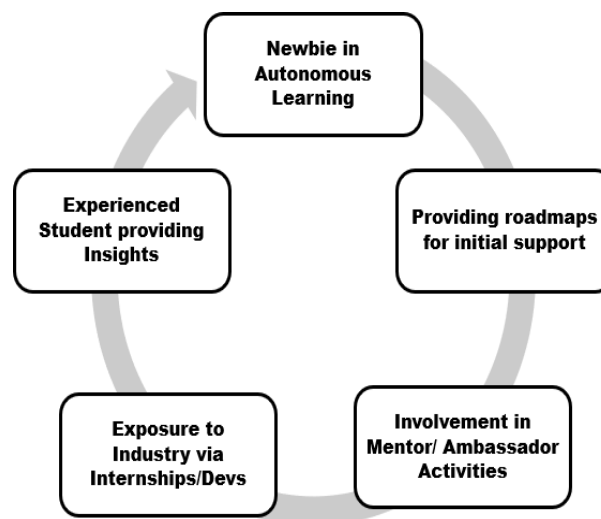 Newbie in
Autonomous
Learning
Providing roadmaps
for initial support
Involvement in
Mentor/ Ambassador
Activities
Exposure to
Industry via
Internships/Devs
Experienced
Student providing
Insights